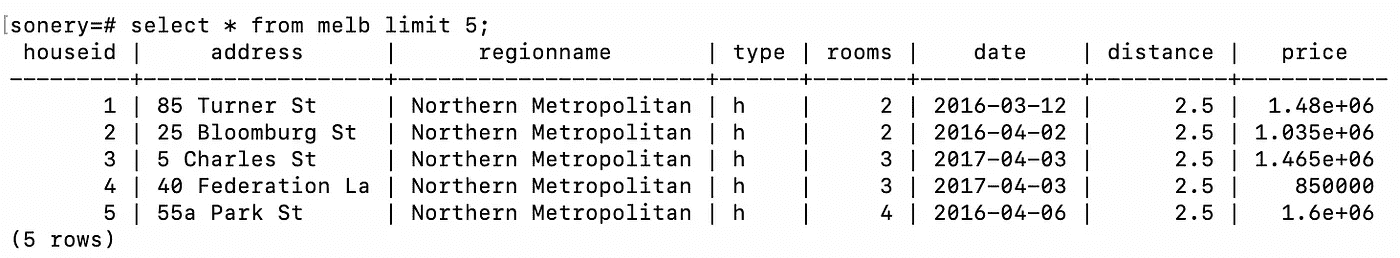 [sonery=# select * from melb limit 5;
 houseid |     address      |      regionname       | type | rooms |    date    | distance |   price
---------+------------------+-----------------------+------+-------+------------+----------+-----------
       1 | 85 Turner St     | Northern Metropolitan | h    |     2 | 2016-03-12 |      2.5 |  1.48e+06
       2 | 25 Bloomburg St  | Northern Metropolitan | h    |     2 | 2016-04-02 |      2.5 | 1.035e+06
       3 | 5 Charles St     | Northern Metropolitan | h    |     3 | 2017-04-03 |      2.5 | 1.465e+06
       4 | 40 Federation La | Northern Metropolitan | h    |     3 | 2017-04-03 |      2.5 |    850000
       5 | 55a Park St      | Northern Metropolitan | h    |     4 | 2016-04-06 |      2.5 |   1.6e+06
(5 rows)